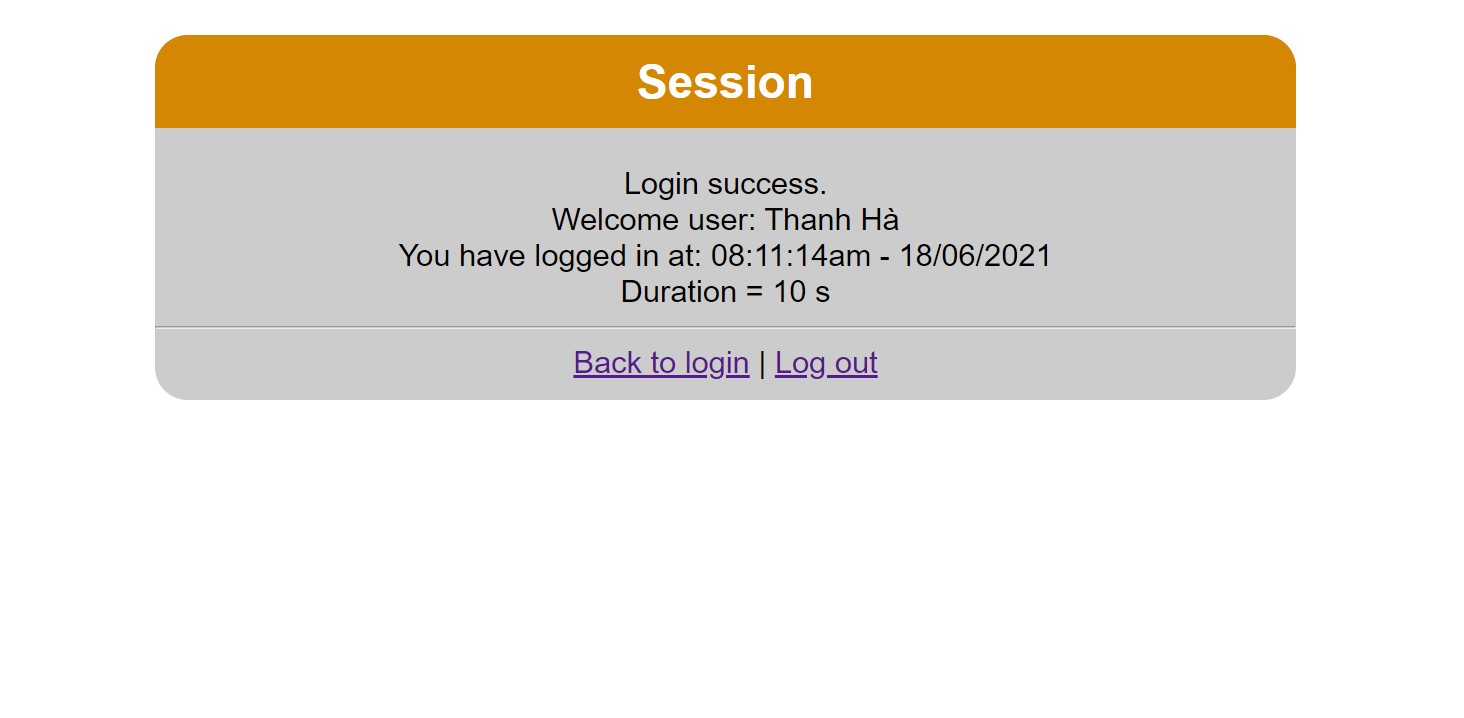 Session
Login success.
Welcome user: Thanh Hà
You have logged in at: 08:11:14am - 18/06/2021
Duration = 10 s
Back to login | Log out